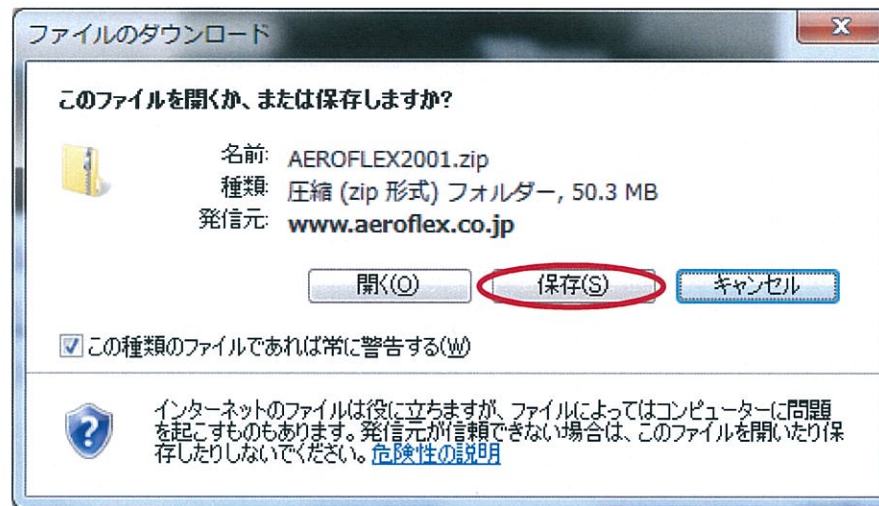 ファイルのダウンロード
このファイルを開くか、または保存しますか?
名前: AEROFLEX2001.zip
種類: 圧縮 (zip 形式) フォルダー, 50.3 MB
発信元: www.aeroflex.co.jp
開く(O) 保存(S) キャンセル
この種類のファイルであれば常に警告する(W)
インターネットのファイルは役に立ちますが、ファイルによってはコンピューターに問題
を起こすものもあります。発信元が信頼できない場合は、このファイルを開いたり保
存したりしないでください。危険性の説明